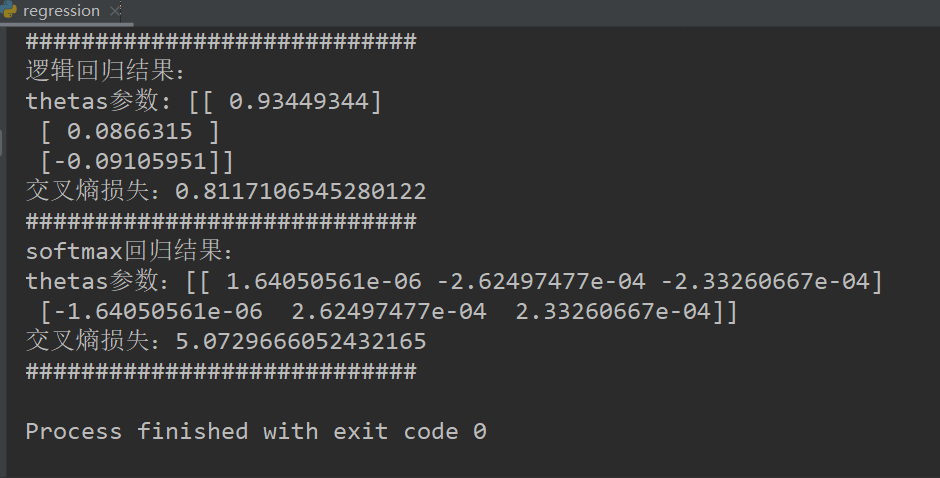 regression
############################
逻辑回归结果：
thetas参数: [[ 0.93449344]
[ 0.0866315 ]
[-0.09105951]]
交叉熵损失：0.8117106545280122
############################
softmax回归结果：
thetas参数：[[ 1.64050561e-06 -2.62497477e-04 -2.33260667e-04]
[-1.64050561e-06  2.62497477e-04  2.33260667e-04]]
交叉熵损失：5.0729666052432165
############################
Process finished with exit code 0